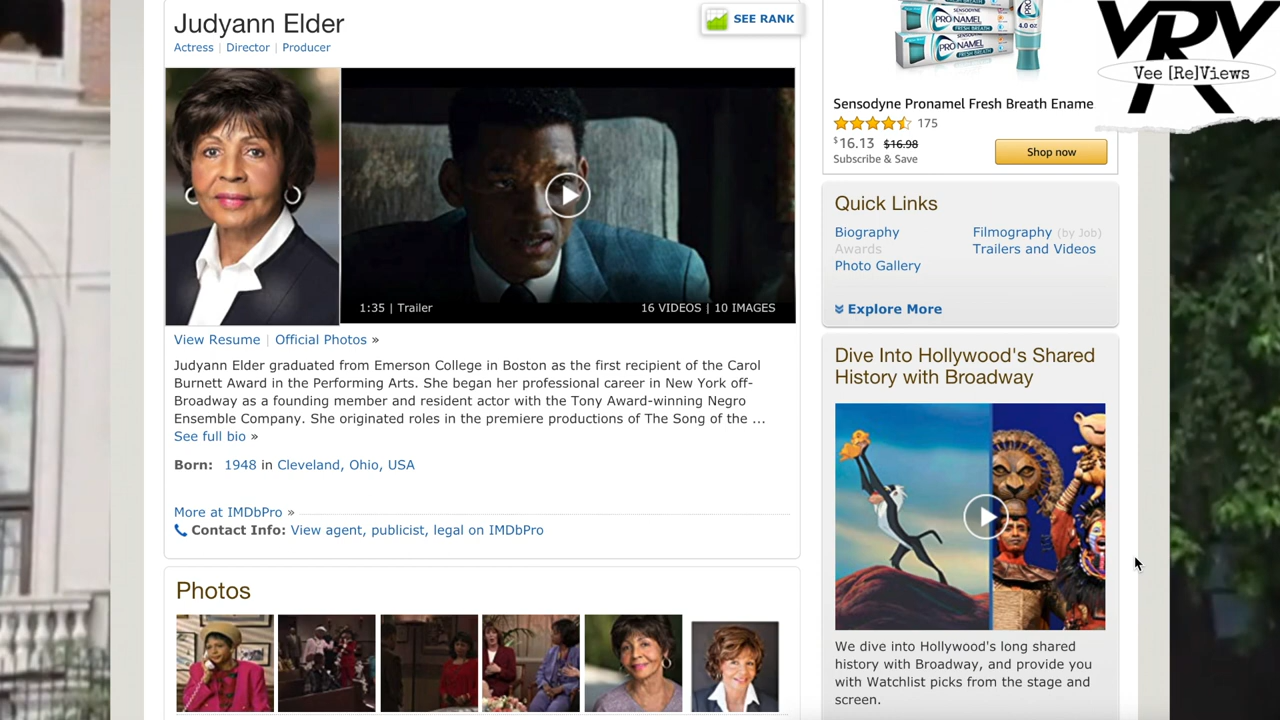 Judyann Elder
Actress | Director | Producer
SEE RANK
1:35 | Trailer
16 VIDEOS | 10 IMAGES
View Resume | Official Photos »
Judyann Elder graduated from Emerson College in Boston as the first recipient of the Carol
Burnett Award in the Performing Arts. She began her professional career in New York off-
Broadway as a founding member and resident actor with the Tony Award-winning Negro
Ensemble Company. She originated roles in the premiere productions of The Song of the ...
See full bio »
Born: 1948 in Cleveland, Ohio, USA
More at IMDbPro »
Contact Info: View agent, publicist, legal on IMDbPro
Photos
PRONAMEL
FRESH BREATH
4.0 oz
Sensodyne Pronamel Fresh Breath Ename
175
$16.13 $16.98
Subscribe & Save
Shop now
Quick Links
Biography
Filmography (by Job)
Awards
Trailers and Videos
Photo Gallery
Explore More
Dive Into Hollywood's Shared
History with Broadway
We dive into Hollywood's long shared
history with Broadway, and provide you
with Watchlist picks from the stage and
screen.
VRV
Vee [Re]Views